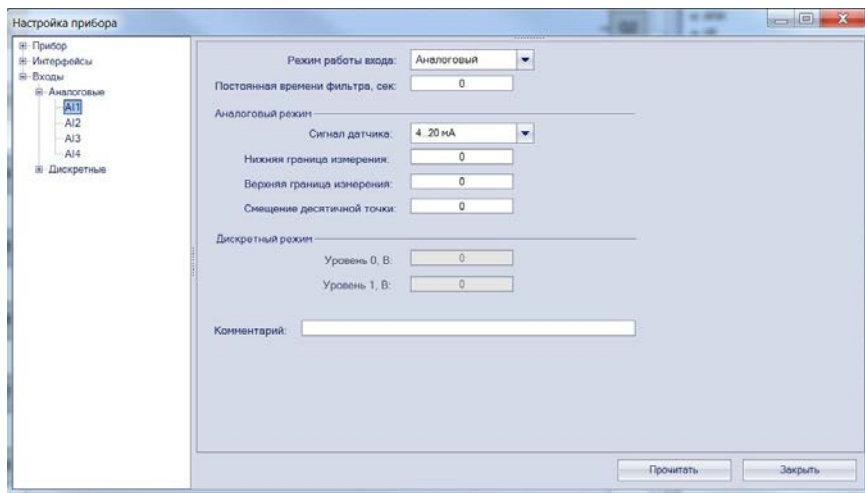 Настройка прибора
Прибор
Интерфейсы
Входы
Аналоговые
AI1
AI2
AI3
AI4
Дискретные
Режим работы входа: Аналоговый
Постоянная времени фильтра, сек: 0
Аналоговый режим
Сигнал датчика: 4...20 мА
Нижняя граница измерения: 0
Верхняя граница измерения: 0
Смещение десятичной точки: 0
Дискретный режим
Уровень 0, В: 0
Уровень 1, В: 0
Комментарий:
Прочитать Закрыть